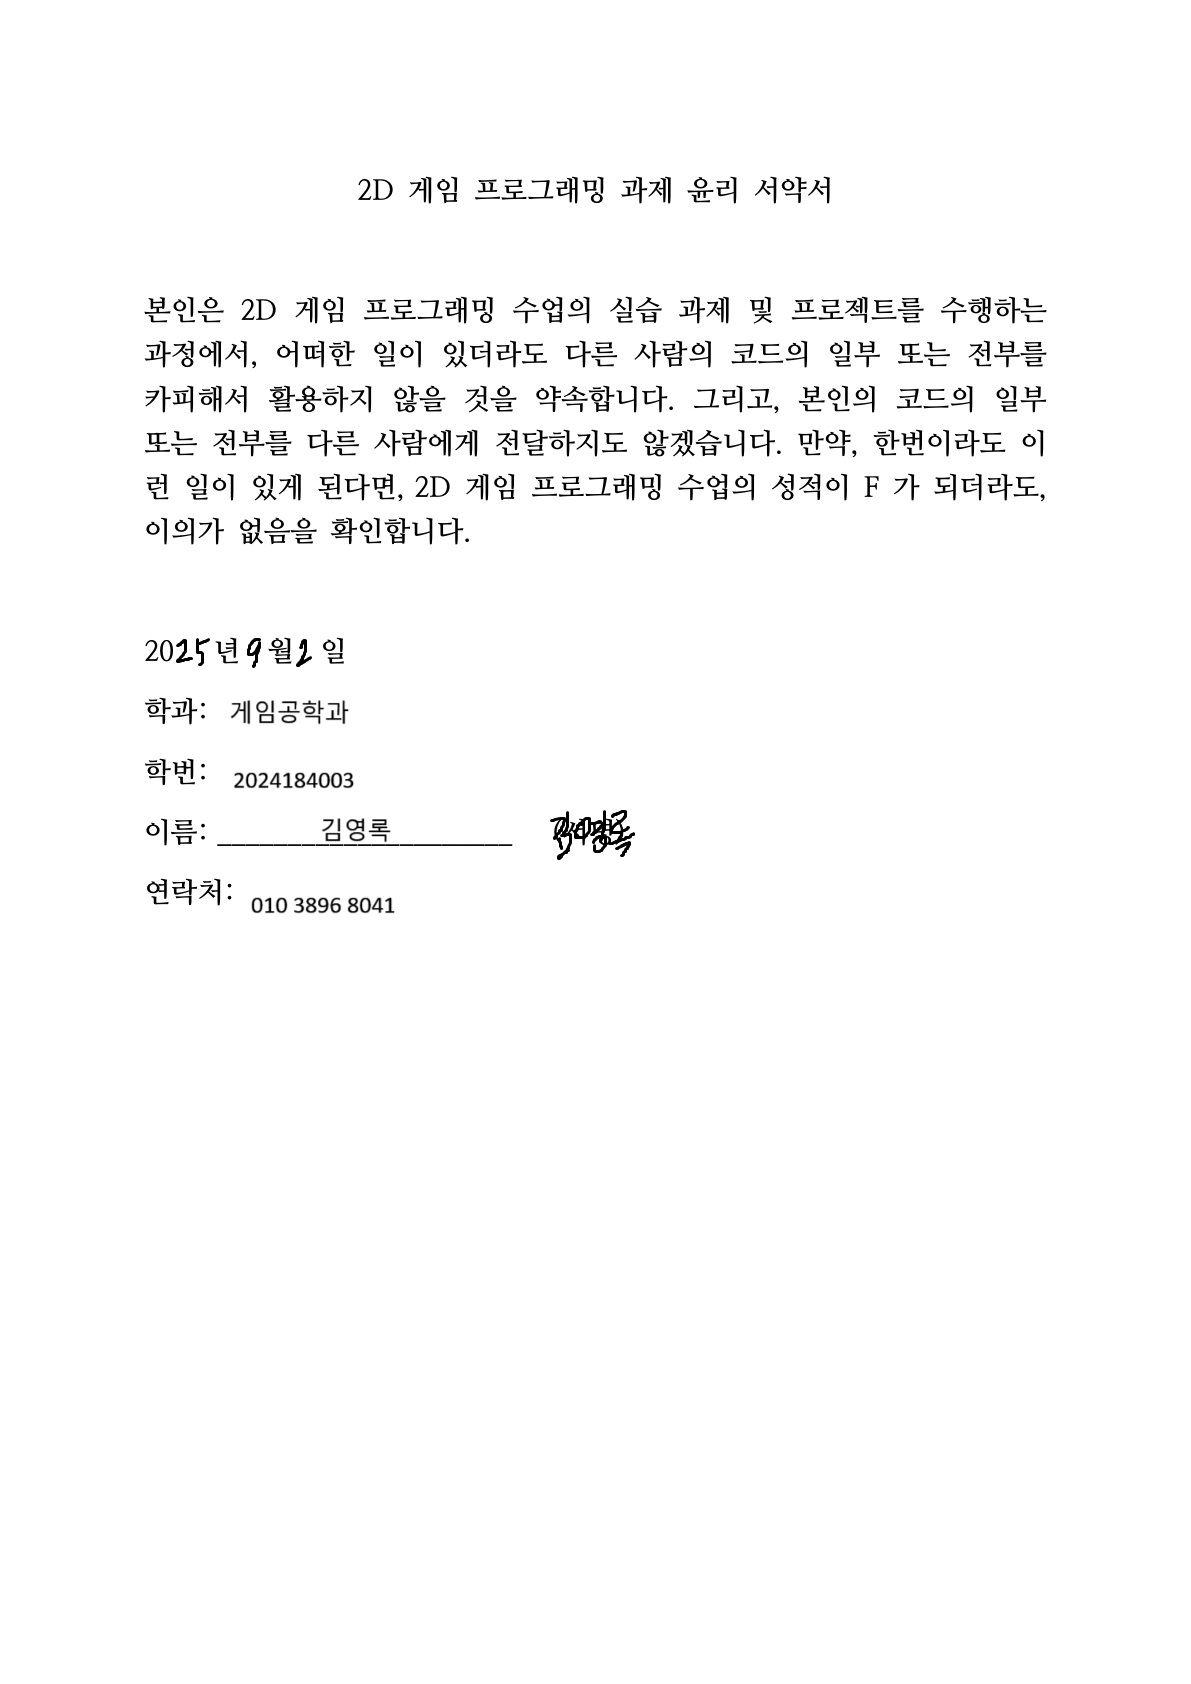 2D 게임 프로그래밍 과제 윤리 서약서
본인은 2D 게임 프로그래밍 수업의 실습 과제 및 프로젝트를 수행하는
과정에서, 어떠한 일이 있더라도 다른 사람의 코드의 일부 또는 전부를
카피해서 활용하지 않을 것을 약속합니다. 그리고, 본인의 코드의 일부
또는 전부를 다른 사람에게 전달하지도 않겠습니다. 만약, 한번이라도 이
런 일이 있게 된다면, 2D 게임 프로그래밍 수업의 성적이 F 가 되더라도,
이의가 없음을 확인합니다.
2025년 9월 2 일
학과: 게임공학과
학번: 2024184003
이름: 김영록
연락처: 010 3896 8041